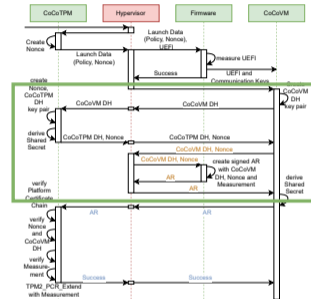 CoCoTPM
Hypervisor
Firmware
CoCoVM
Launch Data
(Policy, Nonce),
UEFI
Create
Nonce
Launch Data
(Policy, Nonce)
measure UEFI
Success
UEFI and
Communication Keys
create
Nonce,
CoCoTPM
DH
key pair
DH
key pair
CoCoVM DH
CoCoVM DH
derive
Shared
Secret
CoCoTPM DH, Nonce
CoCoTPM DH, Nonce
CoCoVM DH, Nonce
CoCoVM DH, Nonce
create signed AR
with CoCoVM
DH, Nonce and
Measurement
AR
AR
derive
Shared
Secret
verify
Platform
Certificate
Chain
AR
AR
verify
Nonce and
CoCoVM
DH
verify
Measure-
ment
Success
Success
TPM2_PCR_Extend
with Measurement